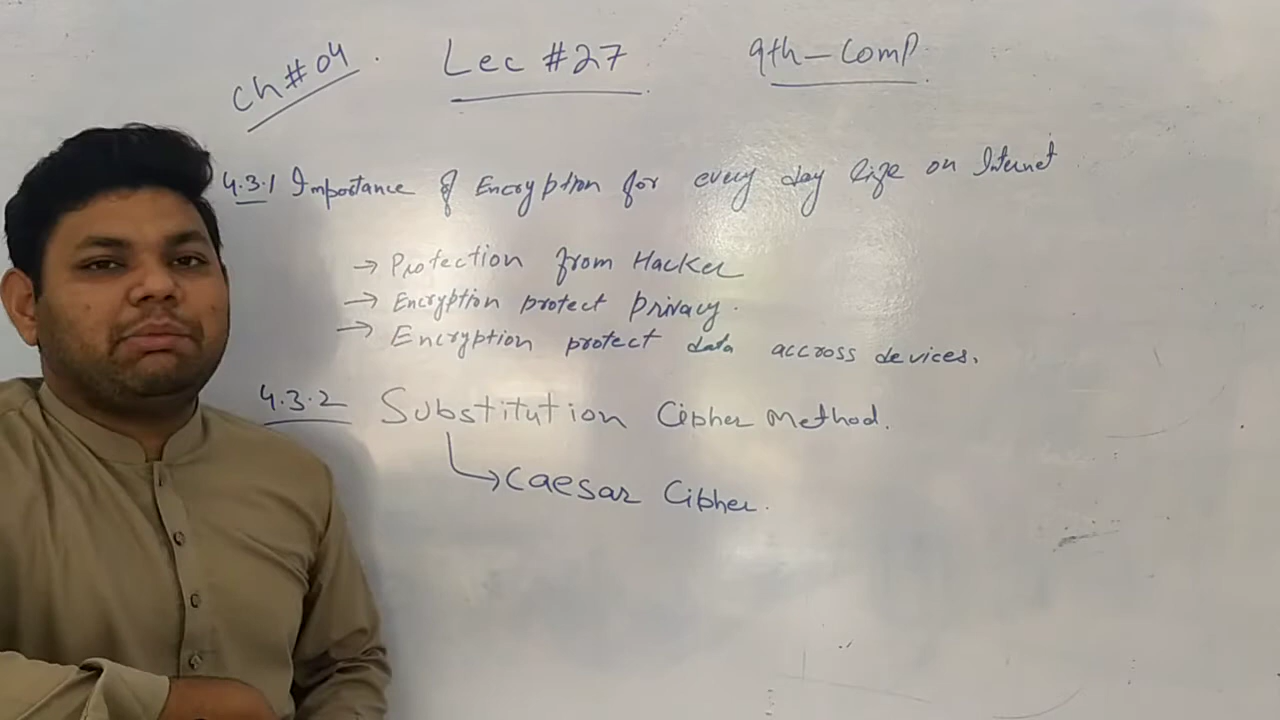 Ch#04. Lec #27 9th-Comp
4.3.1 Importance of Encryption for every day life on Internet
→ Protection from Hacker
→ Encryption protect privacy.
→ Encryption protect data accross devices.
4.3.2 Substitution Cipher Method.
↳ Caesar Cipher.